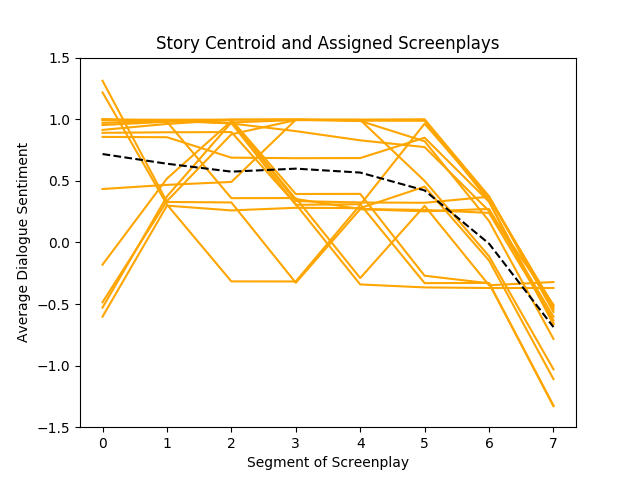 Story Centroid and Assigned Screenplays
1.5
1.0
0.5
0.0
−0.5
−1.0
−1.5
Average Dialogue Sentiment
0 1 2 3 4 5 6 7
Segment of Screenplay